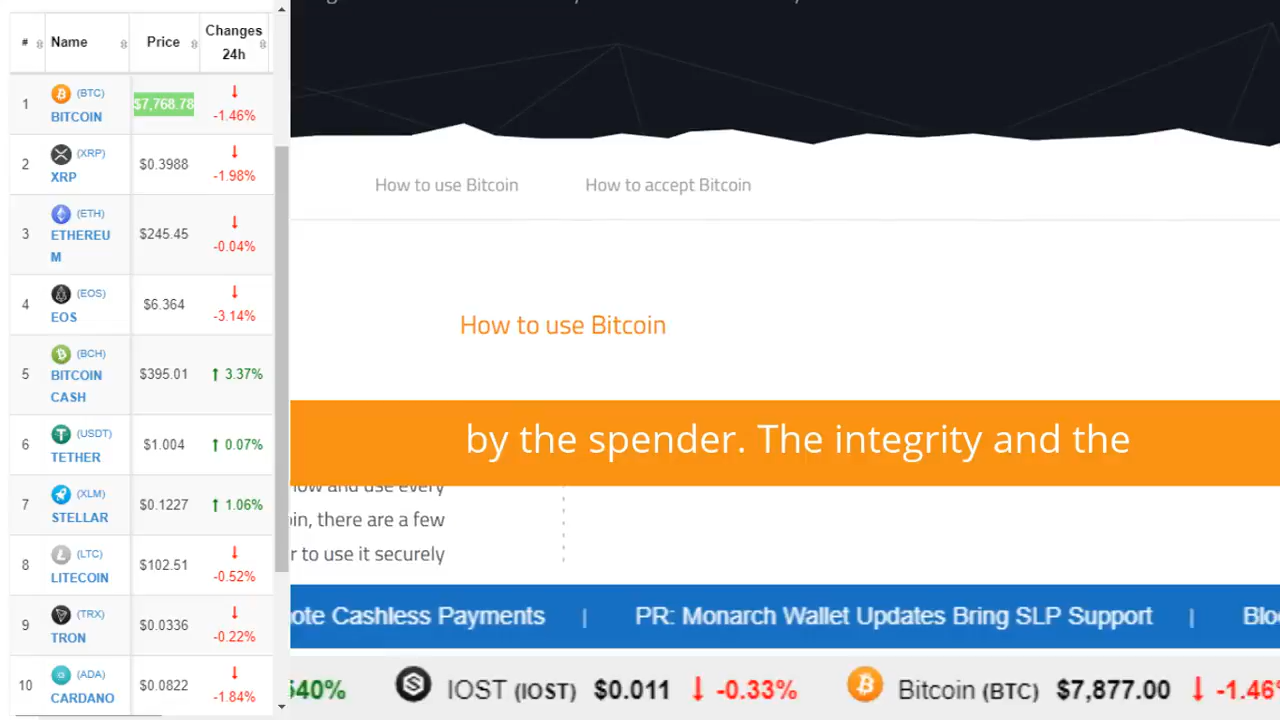 # Name Price Changes 24h
1 (BTC) BITCOIN $7,768.78 -1.46%
2 (XRP) XRP $0.3988 -1.98%
3 (ETH) ETHEREUM $245.45 -0.04%
4 (EOS) EOS $6.364 -3.14%
5 (BCH) BITCOIN CASH $395.01 3.37%
6 (USDT) TETHER $1.004 0.07%
7 (XLM) STELLAR $0.1227 1.06%
8 (LTC) LITECOIN $102.51 -0.52%
9 (TRX) TRON $0.0336 -0.22%
10 (ADA) CARDANO $0.0822 -1.84%
How to use Bitcoin How to accept Bitcoin
How to use Bitcoin
by the spender. The integrity and the
and use every
there are a few
to use it securely
Cashless Payments | PR: Monarch Wallet Updates Bring SLP Support |
IOST (IOST) $0.011 -0.33% Bitcoin (BTC) $7,877.00